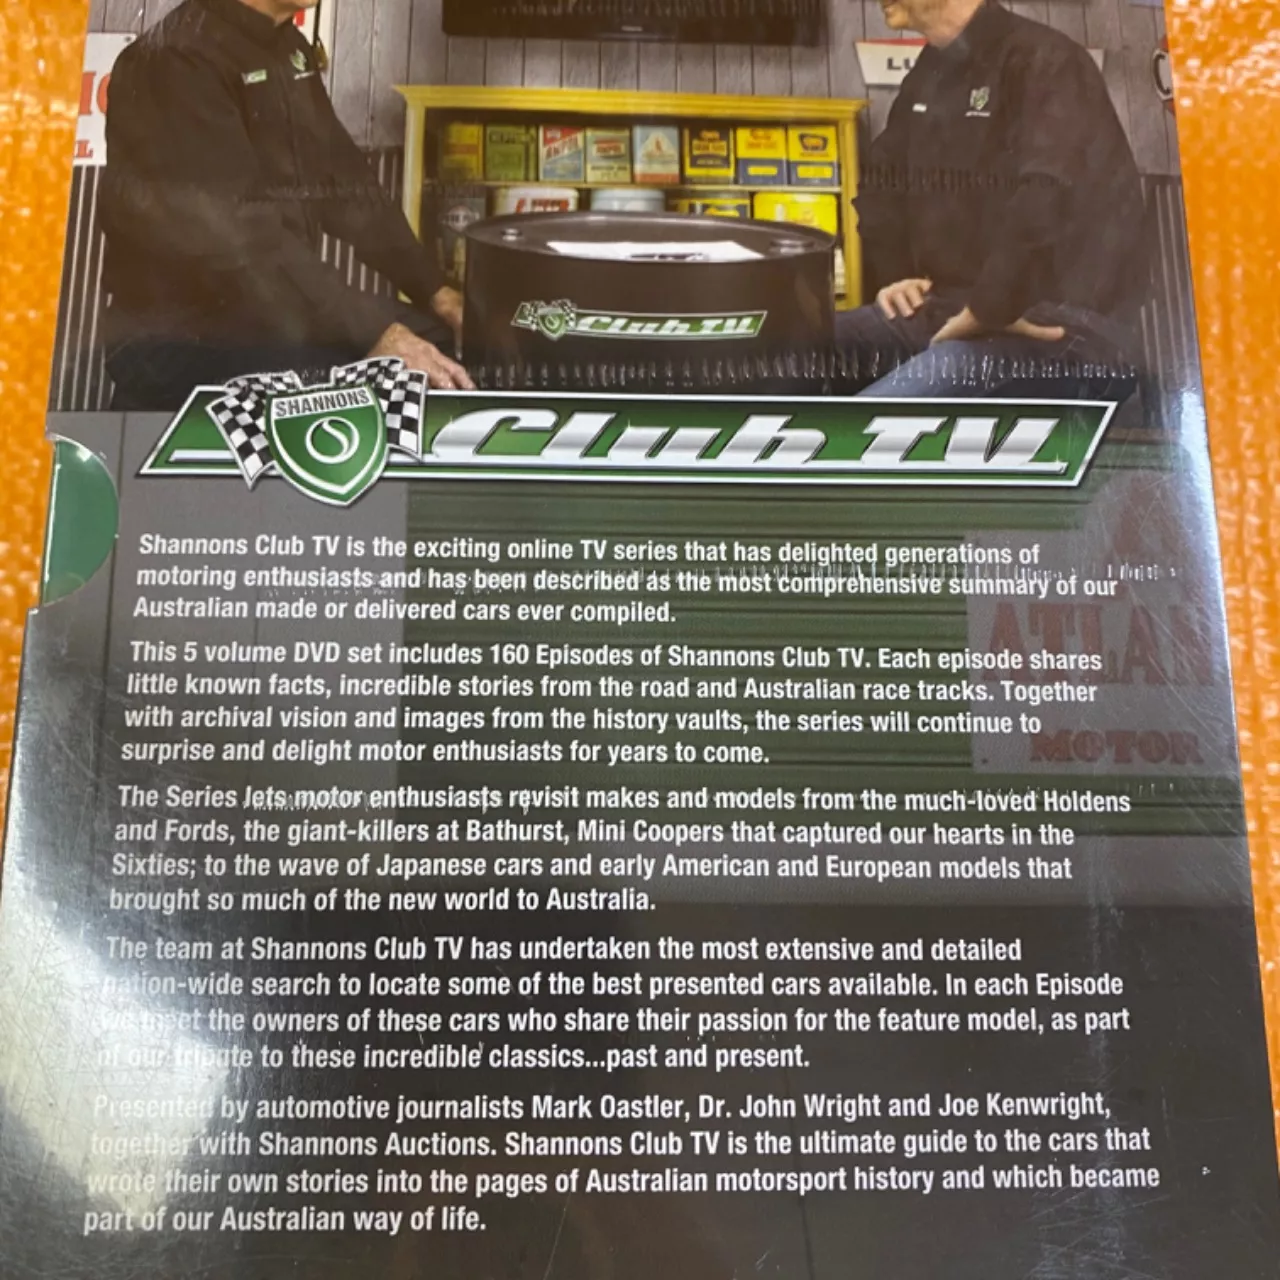 LU
Club TV
SHANNONS
Club TV
Shannons Club TV is the exciting online TV series that has delighted generations of
motoring enthusiasts and has been described as the most comprehensive summary of our
Australian made or delivered cars ever compiled.
This 5 volume DVD set includes 160 Episodes of Shannons Club TV. Each episode shares
little known facts, incredible stories from the road and Australian race tracks. Together
with archival vision and images from the history vaults, the series will continue to
surprise and delight motor enthusiasts for years to come.
ATLAN
MOTOR
The Series lets motor enthusiasts revisit makes and models from the much-loved Holdens
and Fords, the giant-killers at Bathurst, Mini Coopers that captured our hearts in the
Sixties; to the wave of Japanese cars and early American and European models that
brought so much of the new world to Australia.
The team at Shannons Club TV has undertaken the most extensive and detailed
nation-wide search to locate some of the best presented cars available. In each Episode
we meet the owners of these cars who share their passion for the feature model, as part
of our tribute to these incredible classics...past and present.
Presented by automotive journalists Mark Oastler, Dr. John Wright and Joe Kenwright,
together with Shannons Auctions. Shannons Club TV is the ultimate guide to the cars that
wrote their own stories into the pages of Australian motorsport history and which became
part of our Australian way of life.